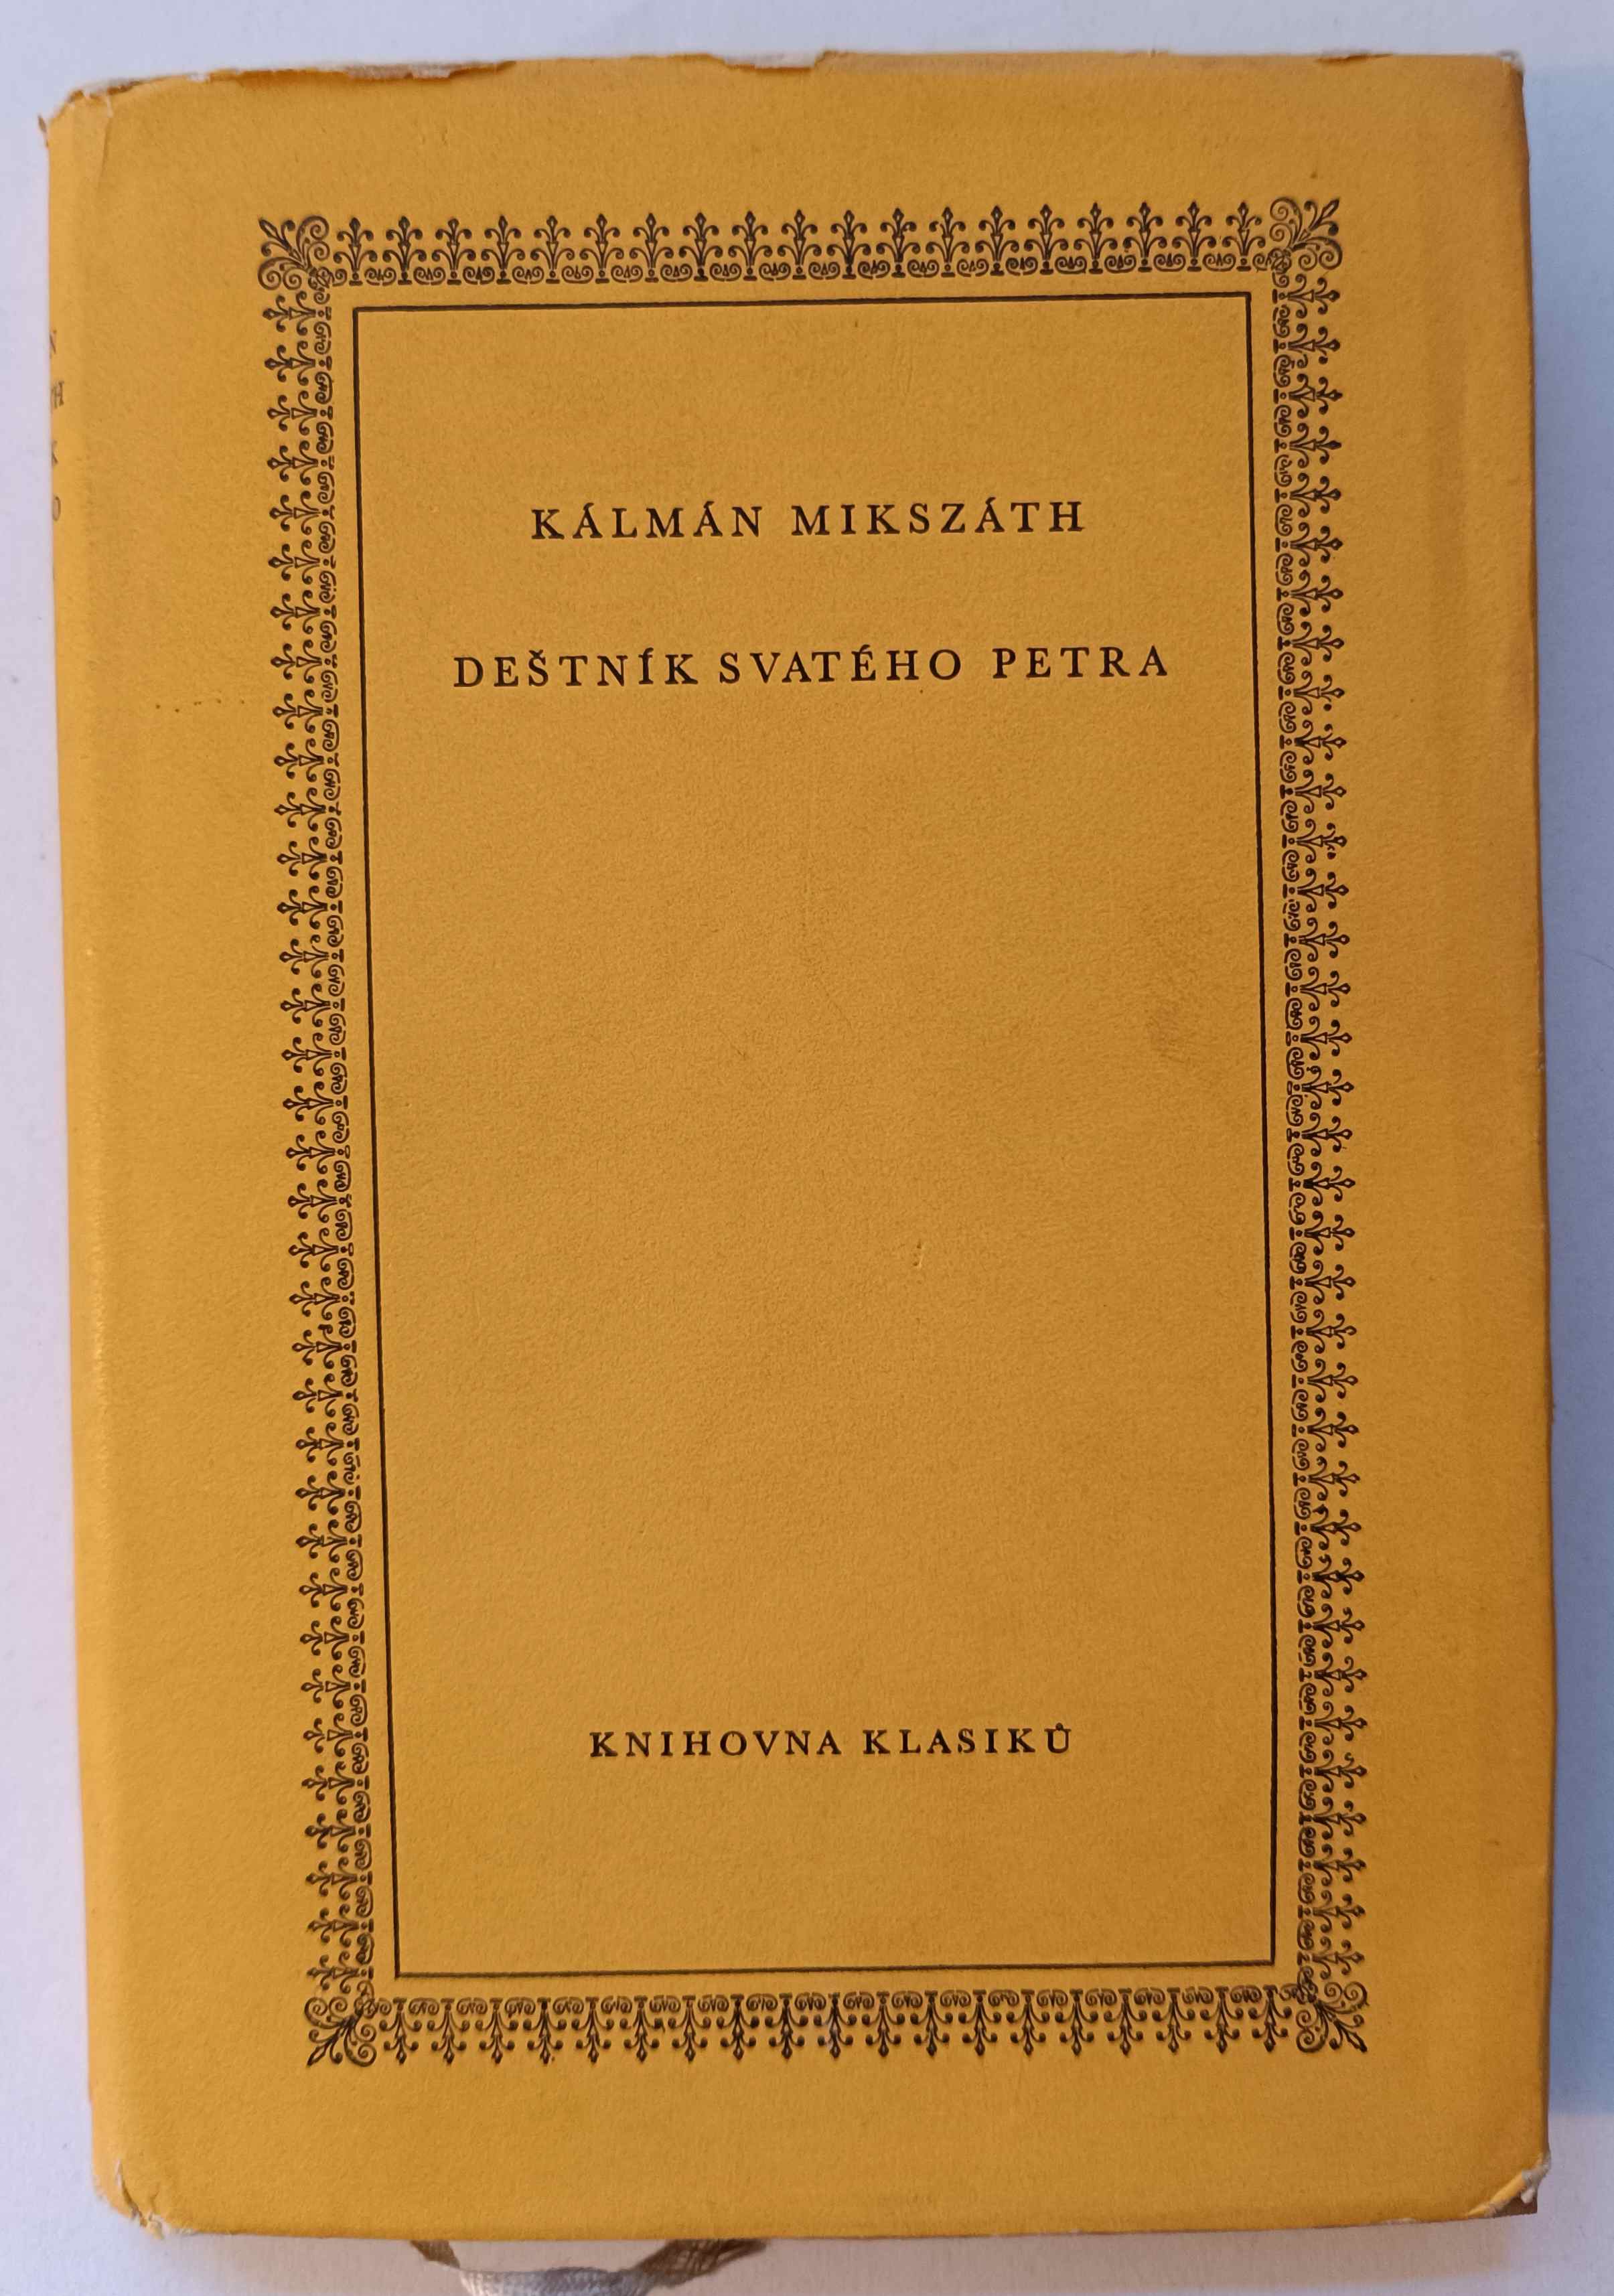 KÁLMÁN MIKSZÁTH
DEŠTNÍK SVATÉHO PETRA
KNIHOVNA KLASIKŮ